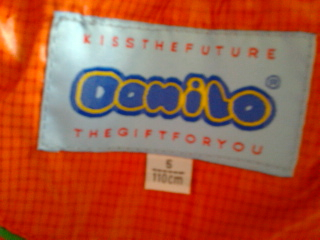 KISSTHEFUTURE
Danilo®
THEGIFTFORYOU
5
110cm